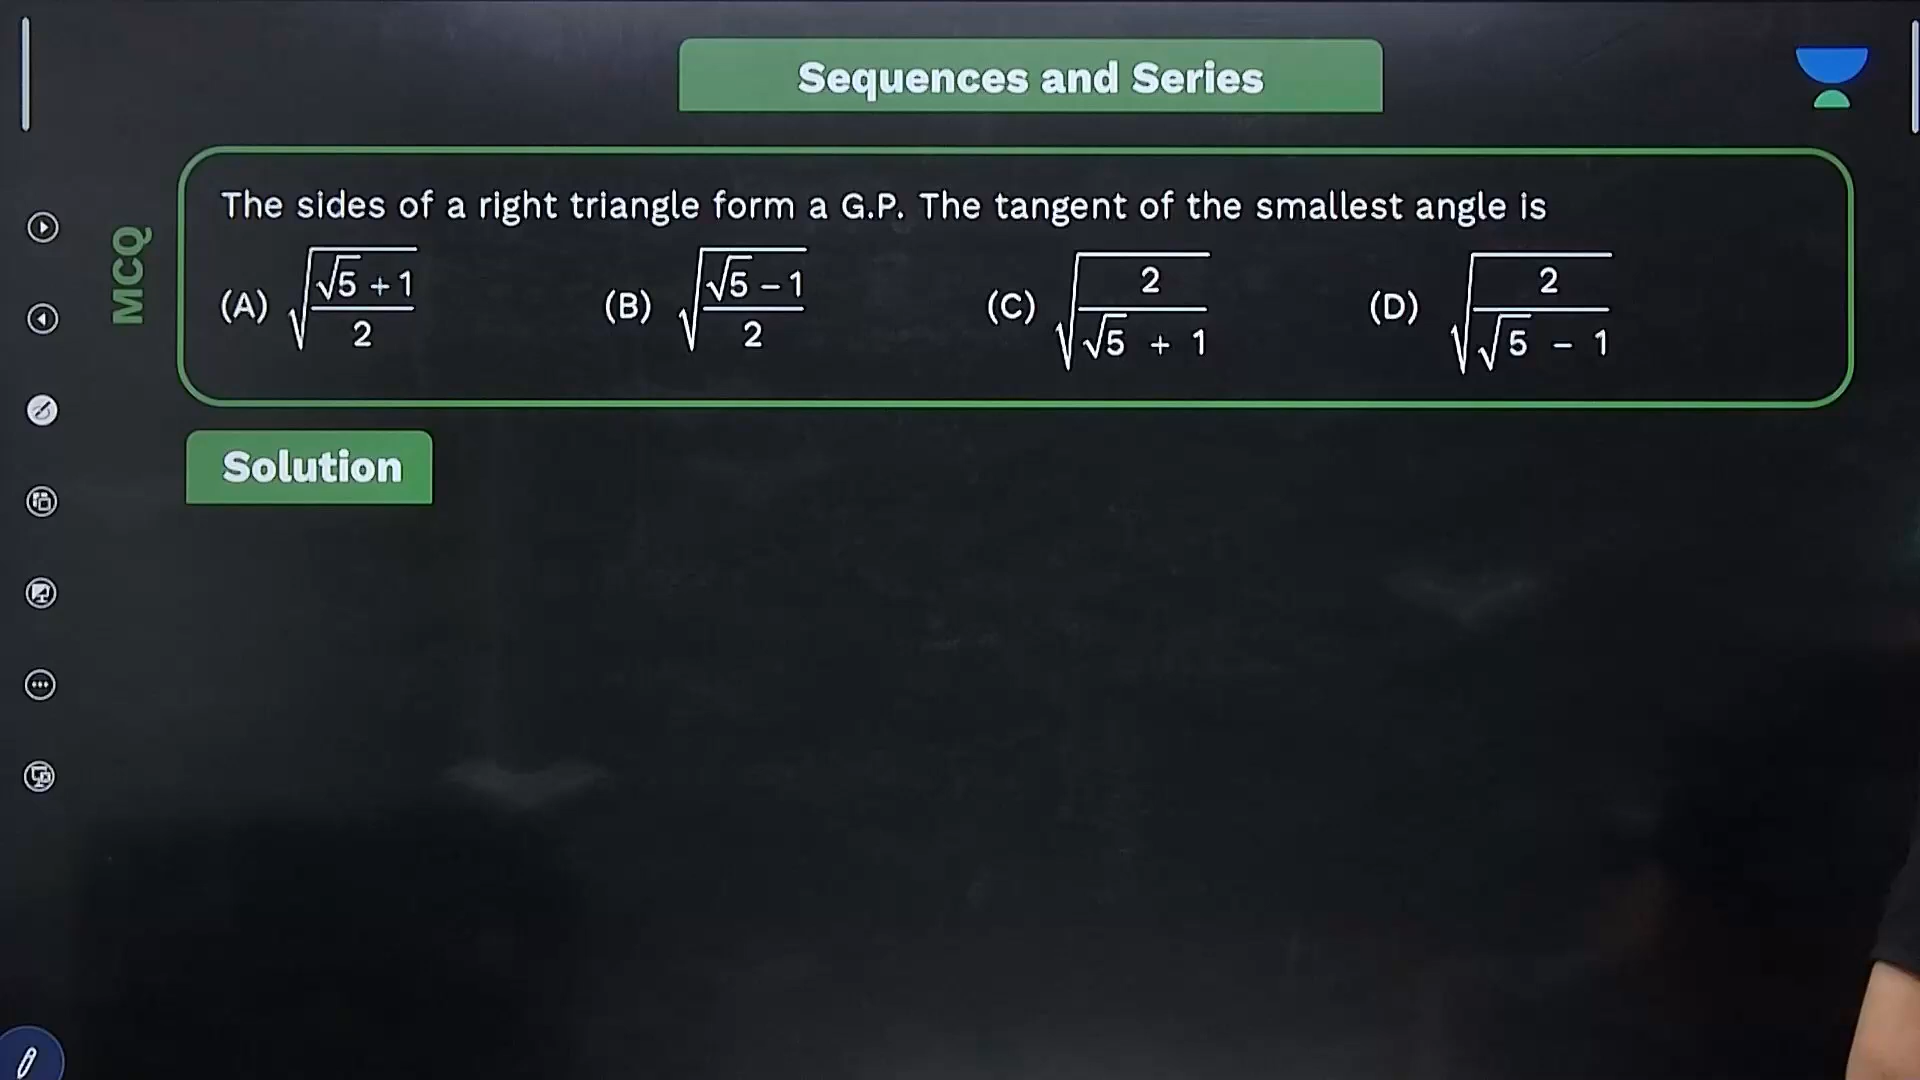 Sequences and Series
MCQ
The sides of a right triangle form a G.P. The tangent of the smallest angle is
(A) √((√5 + 1)/2) (B) √((√5 – 1)/2) (C) √(2/(√5 + 1)) (D) √(2/(√5 – 1))
Solution